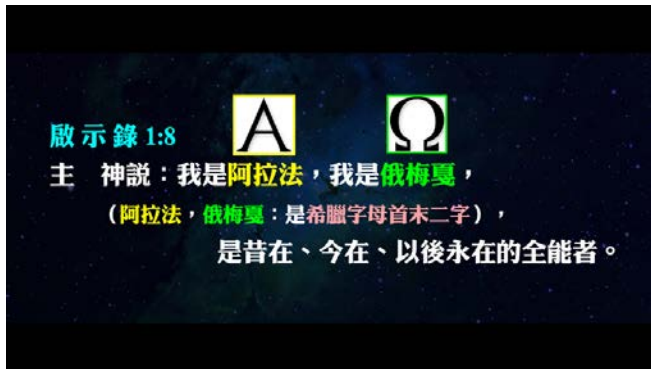 Α Ω
啟示錄 1:8
主　神説：我是阿拉法，我是俄梅戛，
（阿拉法，俄梅戛：是希臘字母首末二字），
是昔在、今在、以後永在的全能者。